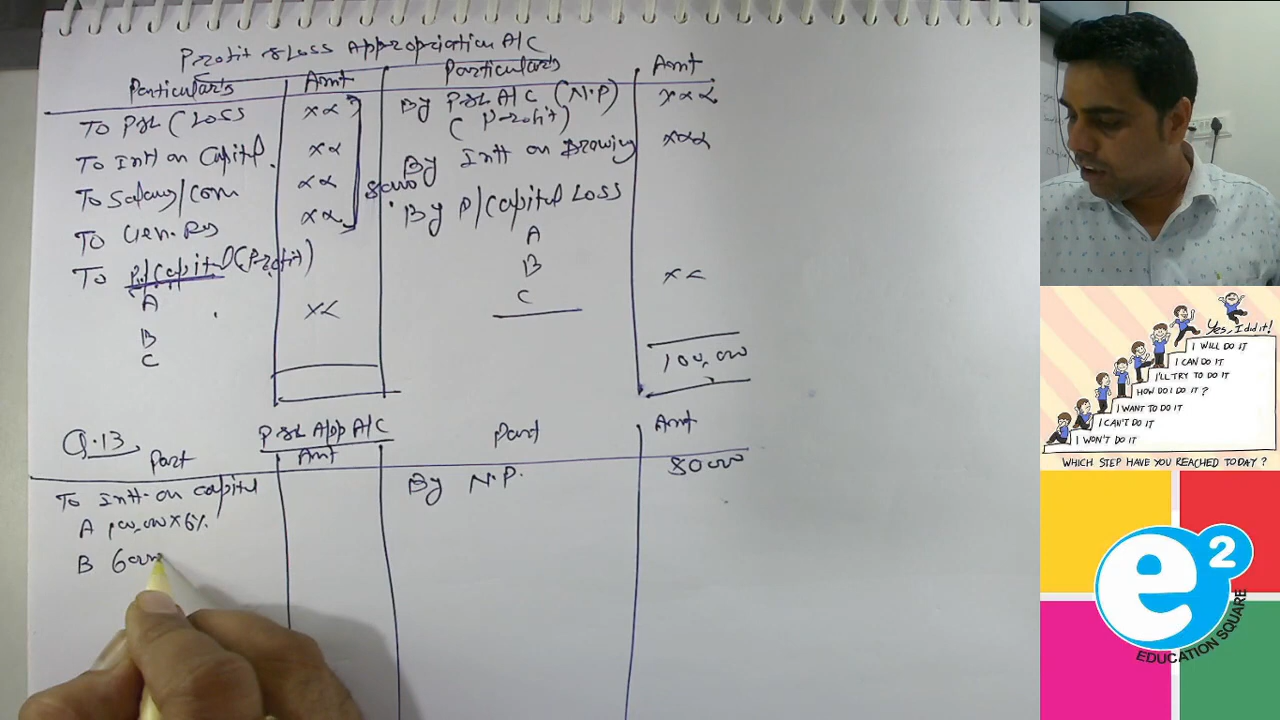 Profit & Loss Appropriation A/C
Particulars Amt Particulars Amt
To P&L (Loss xx By P&L A/C (N.P) xxx
(Profit)
To Intt on Capital. xx By Intt on Drawing xxx
To Salary/Com xx
By P/Capital Loss
To Gen. Rs xx A
To P/Capital (Profit) B
A xx C xx
B
C
100,000
Q.13 P&L App A/C
Part Amt Part Amt
To Intt. on capital By N.P. 80000
A 100,000 x 6%
B
Yes, I did it!
I WILL DO IT
I CAN DO IT
I'LL TRY TO DO IT
HOW DO I DO IT ?
I WANT TO DO IT
I CAN'T DO IT
I WON'T DO IT
WHICH STEP HAVE YOU REACHED TODAY ?
e2
EDUCATION SQUARE